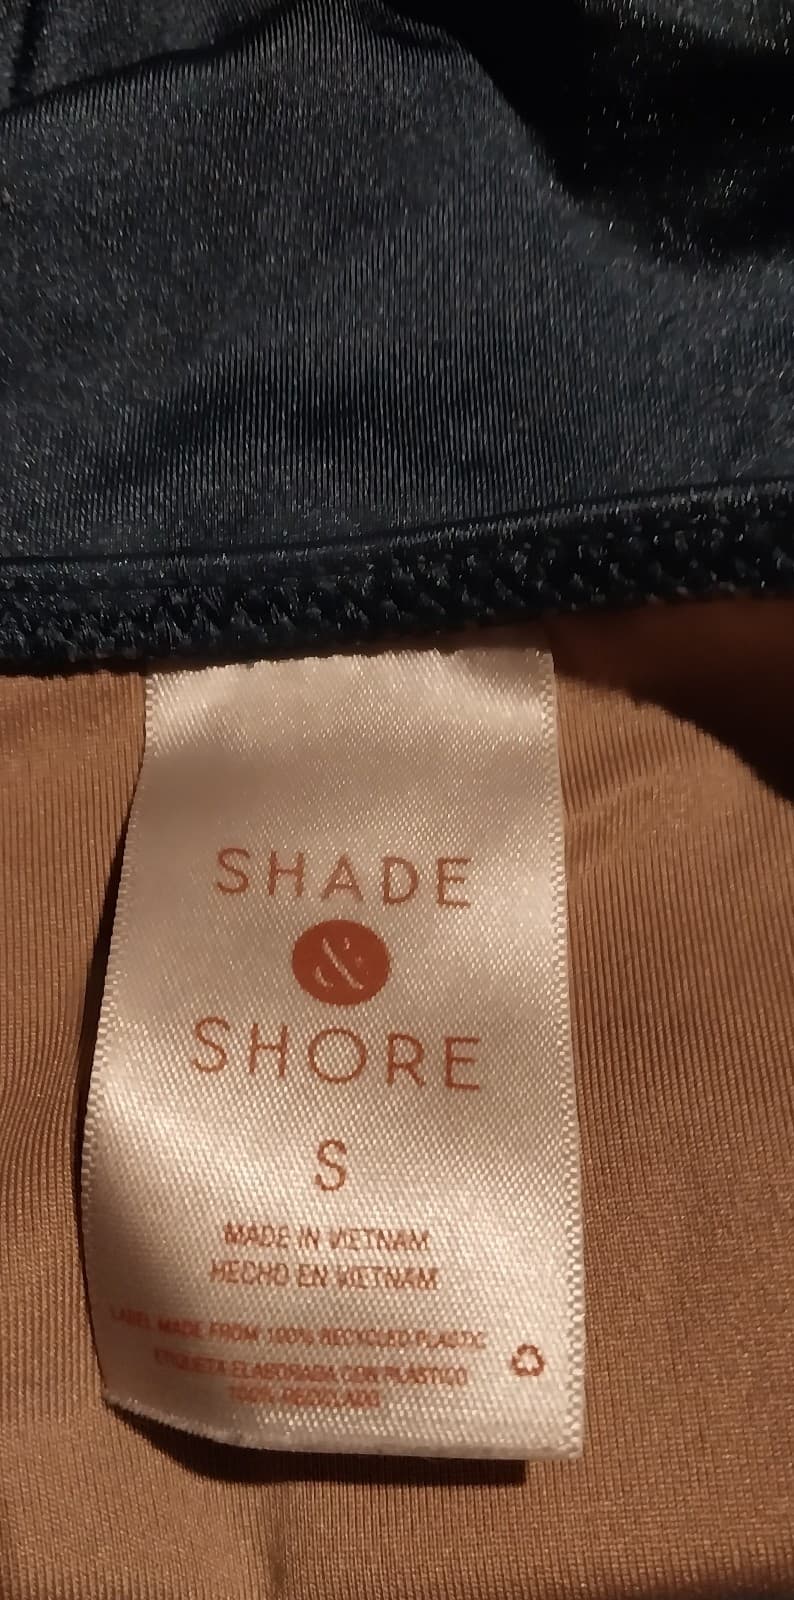 SHADE
&
SHORE
S
MADE IN VIETNAM
HECHO EN VIETNAM
LABEL MADE FROM 100% RECYCLED PLASTIC
ETIQUETA ELABORADA CON PLASTICO
100% RECICLADO